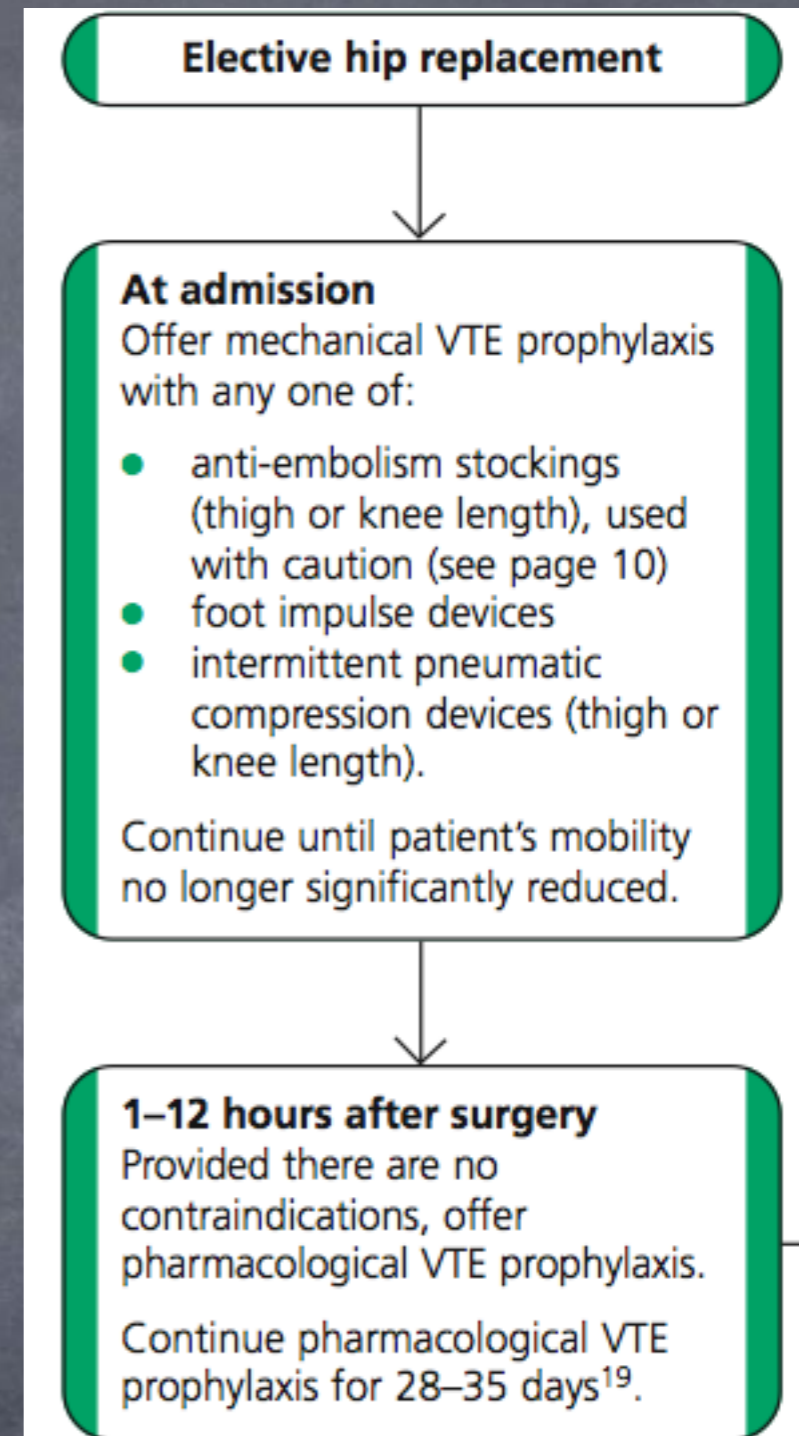 Elective hip replacement
At admission
Offer mechanical VTE prophylaxis
with any one of:
● anti-embolism stockings
(thigh or knee length), used
with caution (see page 10)
● foot impulse devices
● intermittent pneumatic
compression devices (thigh or
knee length).
Continue until patient’s mobility
no longer significantly reduced.
1–12 hours after surgery
Provided there are no
contraindications, offer
pharmacological VTE prophylaxis.
Continue pharmacological VTE
prophylaxis for 28–35 days¹⁹.